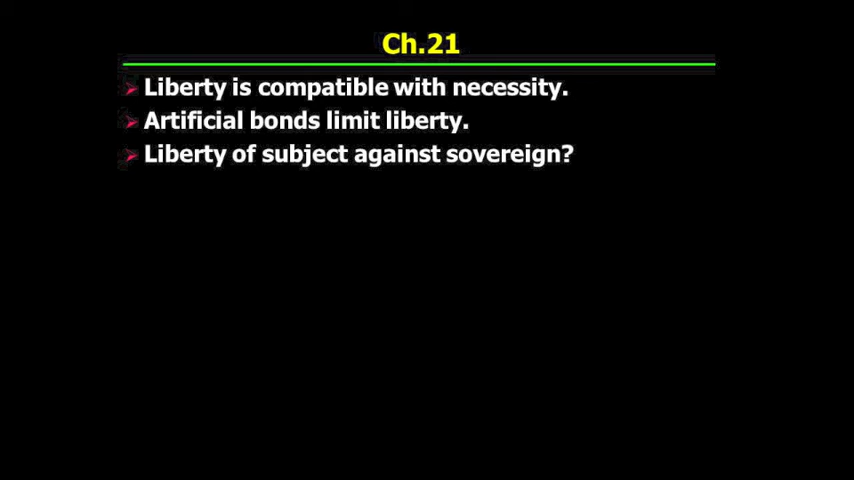 Ch.21
Liberty is compatible with necessity.
Artificial bonds limit liberty.
Liberty of subject against sovereign?